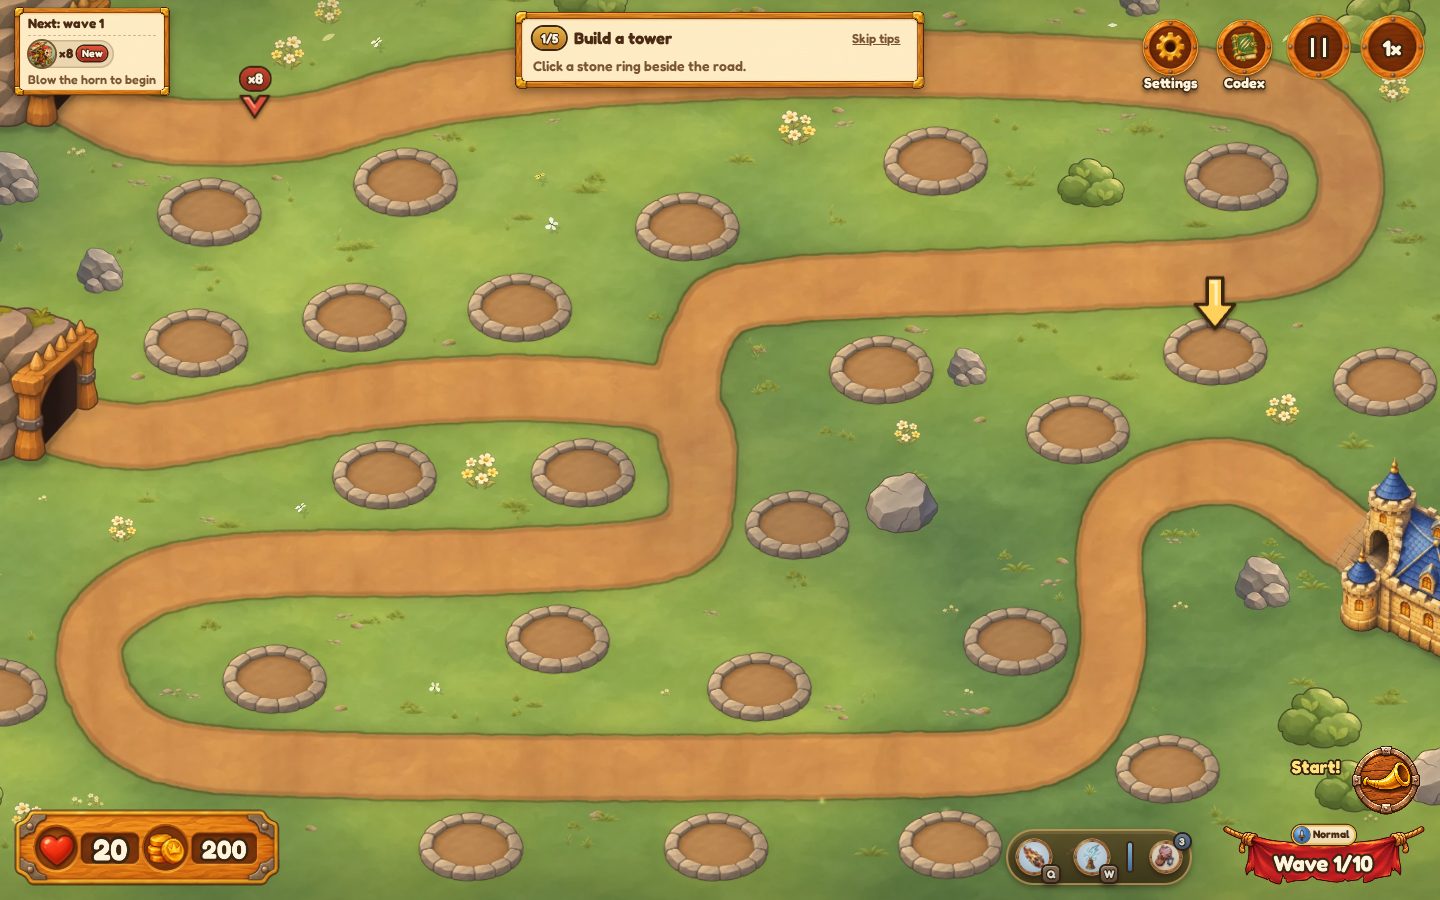 Next: wave 1
x8 New
Blow the horn to begin
x8
1/5 Build a tower Skip tips
Click a stone ring beside the road.
Settings
Codex
1x
Start!
20
200
Q
W
3
Normal
Wave 1/10